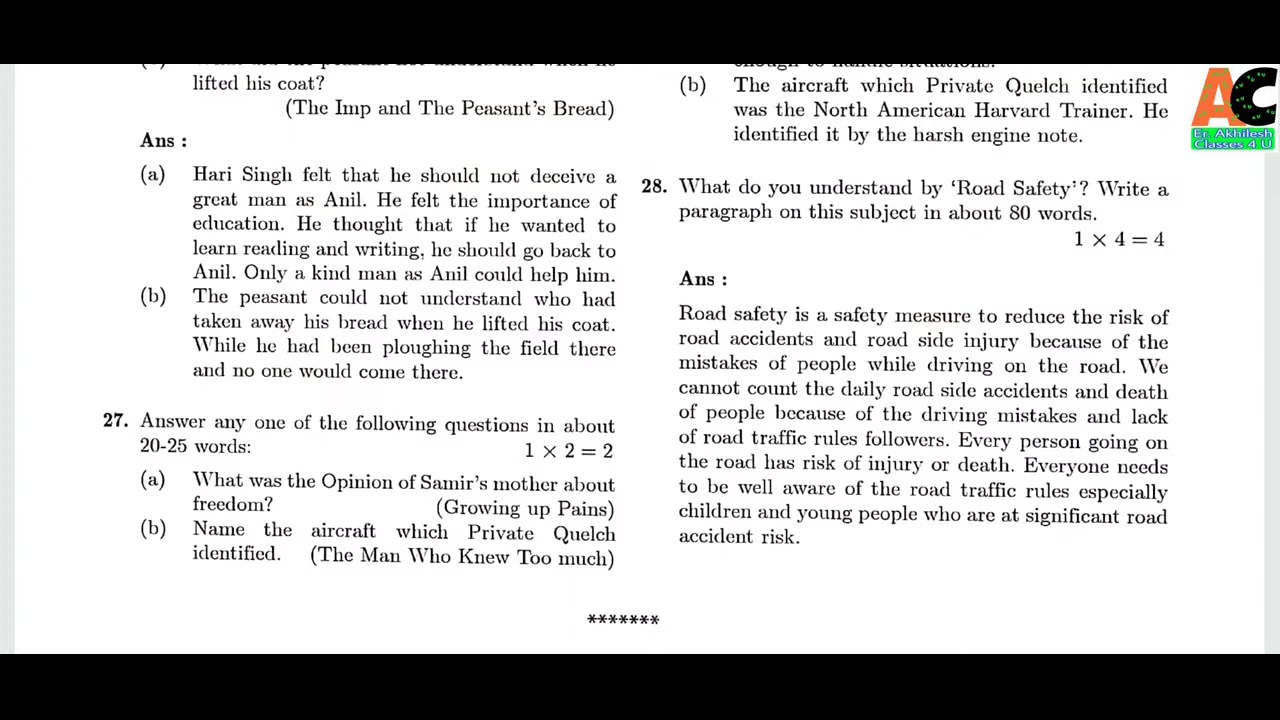 lifted his coat?
(The Imp and The Peasant's Bread)
Ans :
(a) Hari Singh felt that he should not deceive a
great man as Anil. He felt the importance of
education. He thought that if he wanted to
learn reading and writing, he should go back to
Anil. Only a kind man as Anil could help him.
(b) The peasant could not understand who had
taken away his bread when he lifted his coat.
While he had been ploughing the field there
and no one would come there.
27. Answer any one of the following questions in about
20-25 words: 1 × 2 = 2
(a) What was the Opinion of Samir's mother about
freedom? (Growing up Pains)
(b) Name the aircraft which Private Quelch
identified. (The Man Who Knew Too much)
(b) The aircraft which Private Quelch identified
was the North American Harvard Trainer. He
identified it by the harsh engine note.
28. What do you understand by 'Road Safety'? Write a
paragraph on this subject in about 80 words.
1 × 4 = 4
Ans :
Road safety is a safety measure to reduce the risk of
road accidents and road side injury because of the
mistakes of people while driving on the road. We
cannot count the daily road side accidents and death
of people because of the driving mistakes and lack
of road traffic rules followers. Every person going on
the road has risk of injury or death. Everyone needs
to be well aware of the road traffic rules especially
children and young people who are at significant road
accident risk.
*******
AC
Er. Akhilesh
Classes 4 U